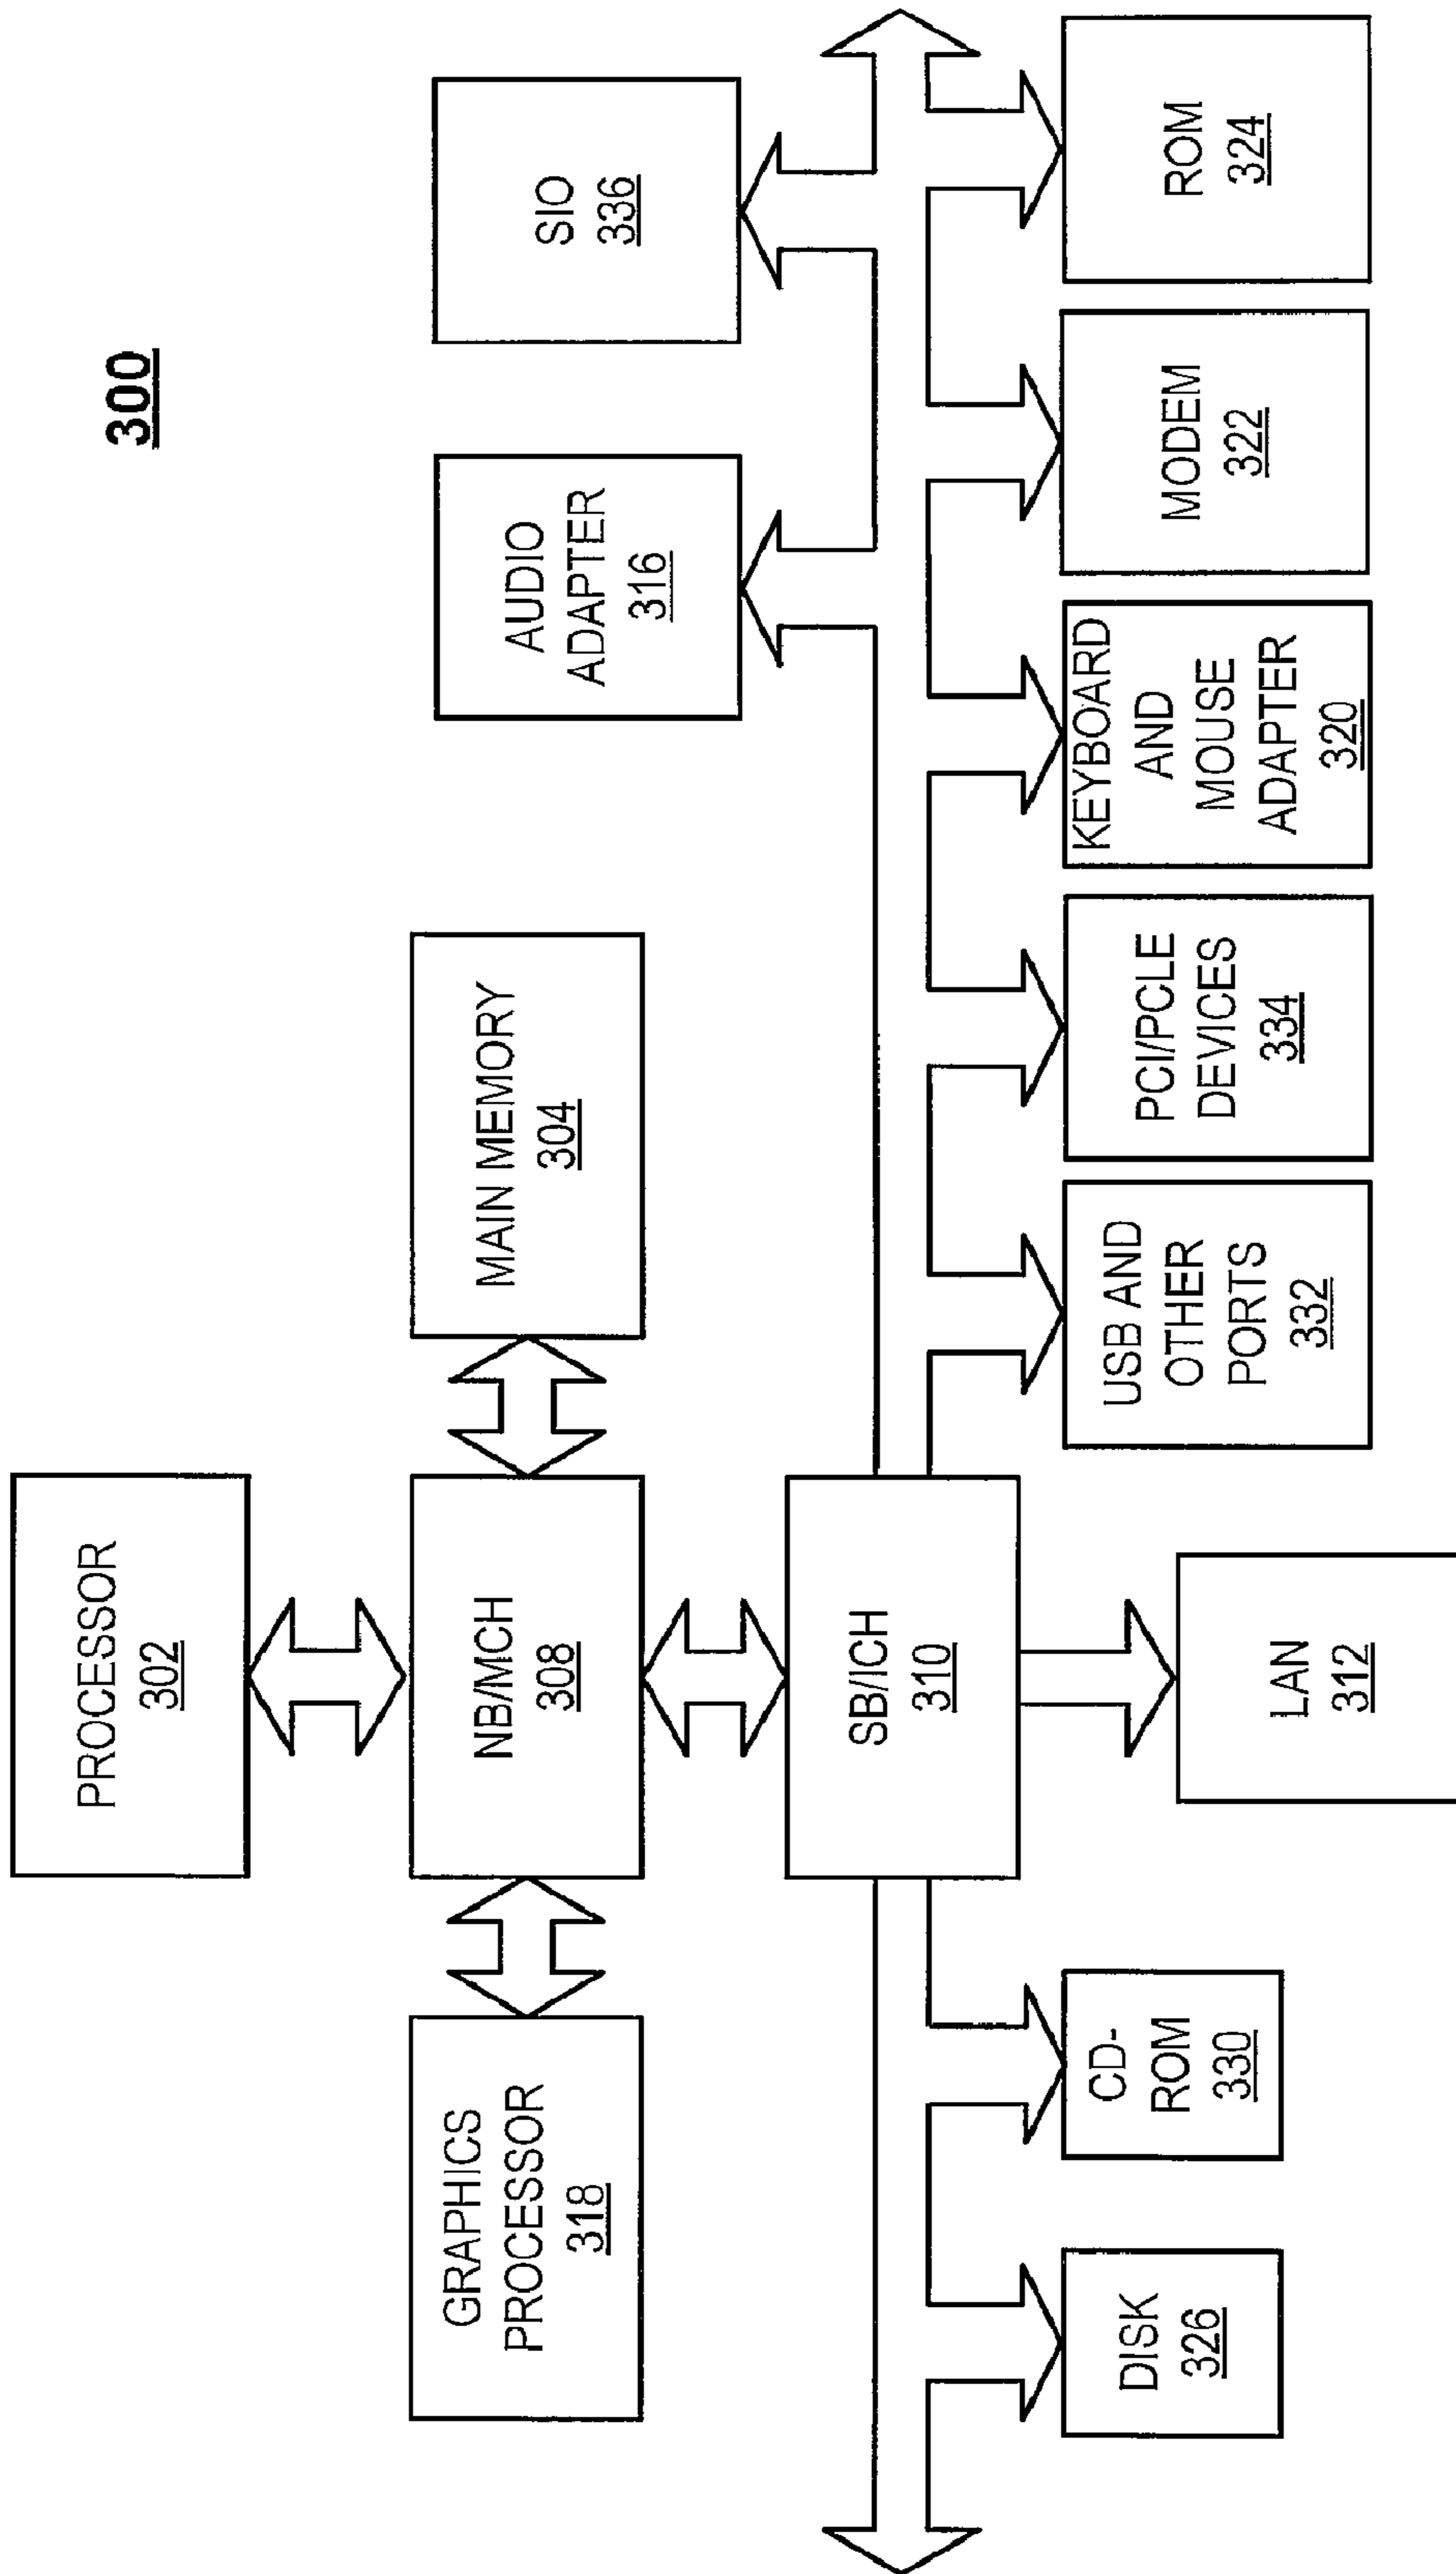 300
PROCESSOR
302
GRAPHICS
PROCESSOR
318
NB/MCH
308
MAIN MEMORY
304
AUDIO
ADAPTER
316
SIO
336
SB/ICH
310
DISK
326
CD-
ROM
330
LAN
312
USB AND
OTHER
PORTS
332
PCI/PCLE
DEVICES
334
KEYBOARD
AND
MOUSE
ADAPTER
320
MODEM
322
ROM
324